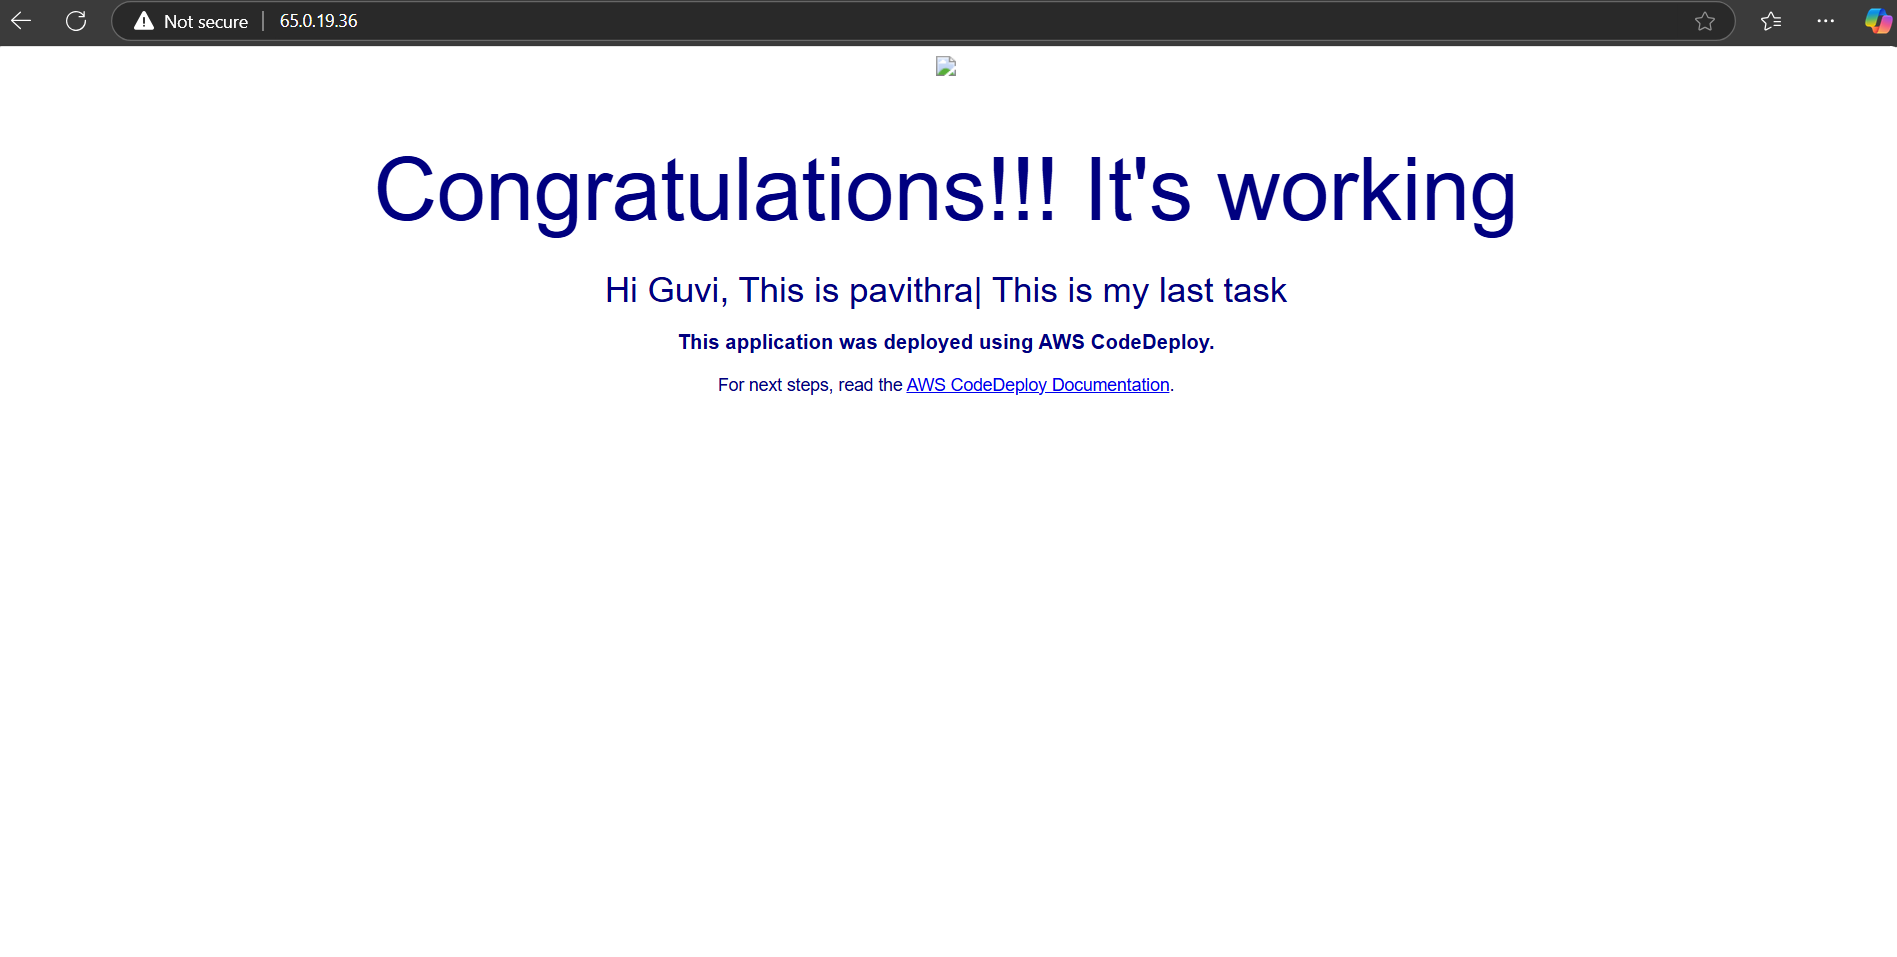 Not secure 65.0.19.36
Congratulations!!! It's working
Hi Guvi, This is pavithra| This is my last task
This application was deployed using AWS CodeDeploy.
For next steps, read the AWS CodeDeploy Documentation.